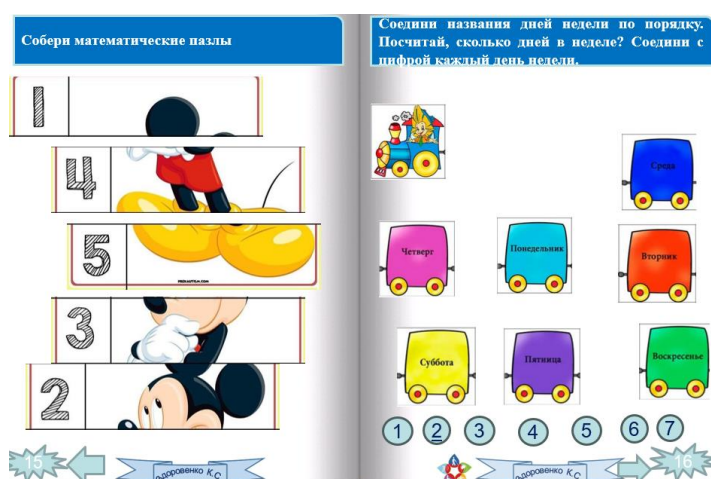 Собери математические пазлы
1
4
5
3
2
15
Соедини названия дней недели по порядку.
Посчитай, сколько дней в неделе? Соедини с
цифрой каждый день недели.
Среда
Четверг
Понедельник
Вторник
Суббота
Пятница
Воскресенье
1 2 3 4 5 6 7
16